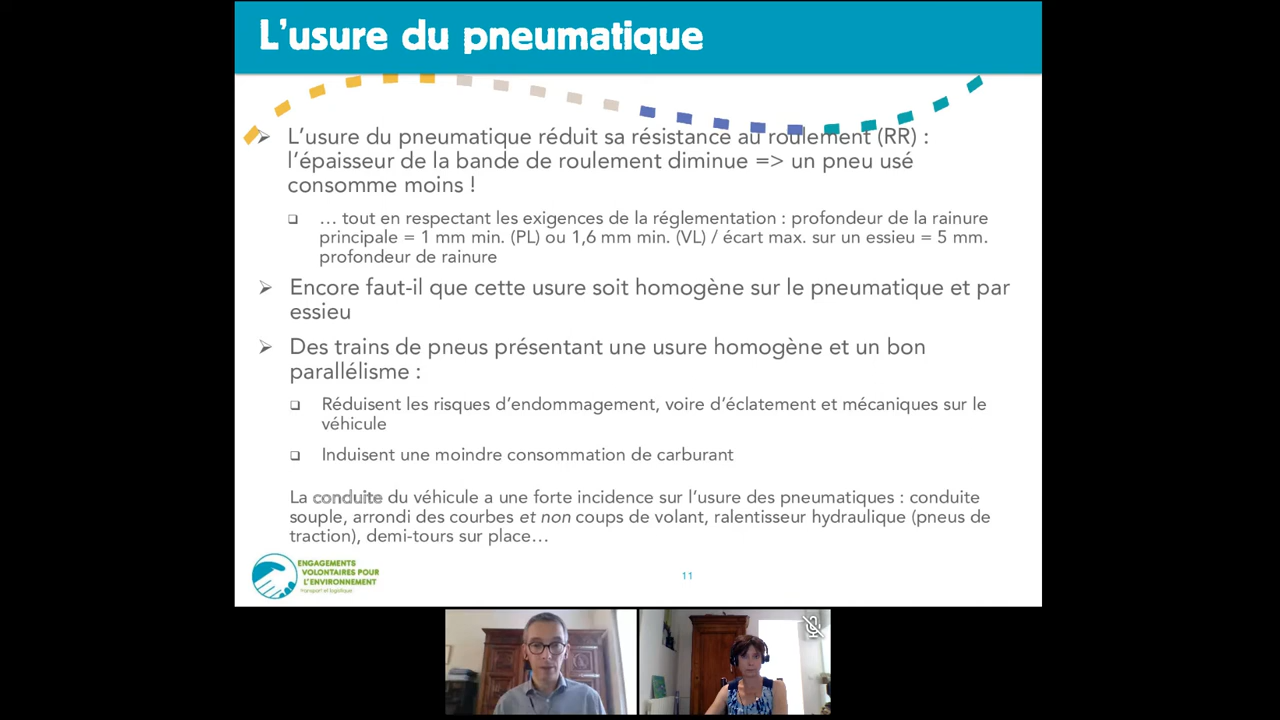 L'usure du pneumatique
L'usure du pneumatique réduit sa résistance au roulement (RR) :
l'épaisseur de la bande de roulement diminue => un pneu usé
consomme moins !
… tout en respectant les exigences de la réglementation : profondeur de la rainure
principale = 1 mm min. (PL) ou 1,6 mm min. (VL) / écart max. sur un essieu = 5 mm.
profondeur de rainure
Encore faut-il que cette usure soit homogène sur le pneumatique et par
essieu
Des trains de pneus présentant une usure homogène et un bon
parallélisme :
Réduisent les risques d'endommagement, voire d'éclatement et mécaniques sur le
véhicule
Induisent une moindre consommation de carburant
La conduite du véhicule a une forte incidence sur l'usure des pneumatiques : conduite
souple, arrondi des courbes et non coups de volant, ralentisseur hydraulique (pneus de
traction), demi-tours sur place…
ENGAGEMENTS
VOLONTAIRES POUR
L'ENVIRONNEMENT
Transport et logistique
11